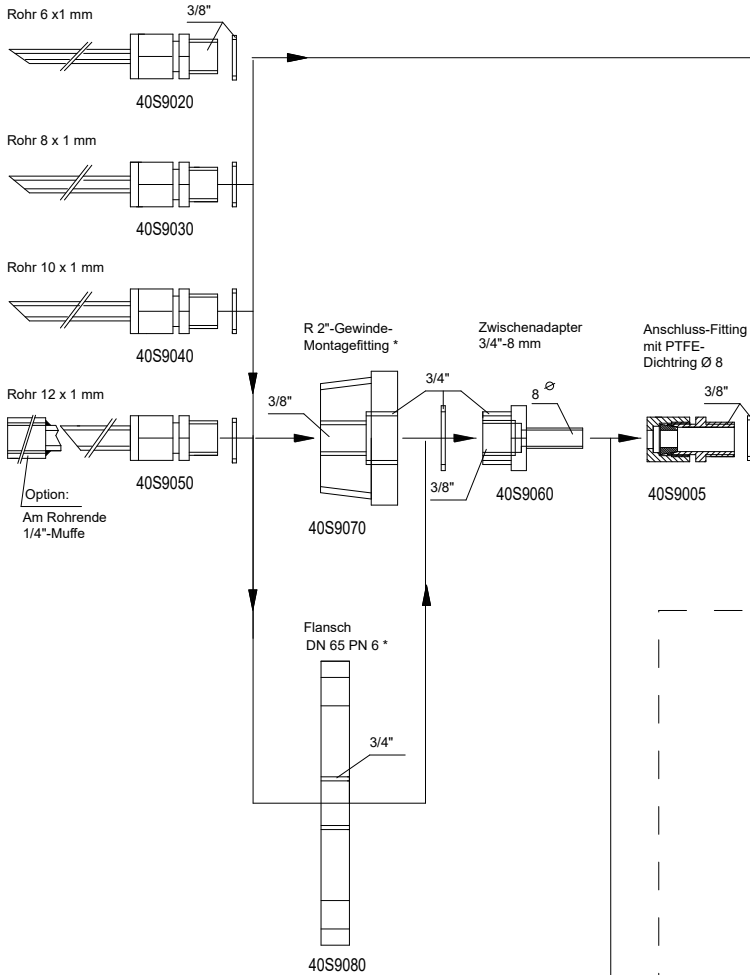 Rohr 6 x1 mm
3/8"
40S9020
Rohr 8 x 1 mm
40S9030
Rohr 10 x 1 mm
40S9040
Rohr 12 x 1 mm
40S9050
Option:
Am Rohrende
1/4"-Muffe
R 2"-Gewinde-
Montagefitting *
3/8"
3/4"
40S9070
Zwischenadapter
3/4"-8 mm
8 Ø
3/8"
40S9060
Anschluss-Fitting
mit PTFE-
Dichtring Ø 8
3/8"
40S9005
Flansch
DN 65 PN 6 *
3/4"
40S9080